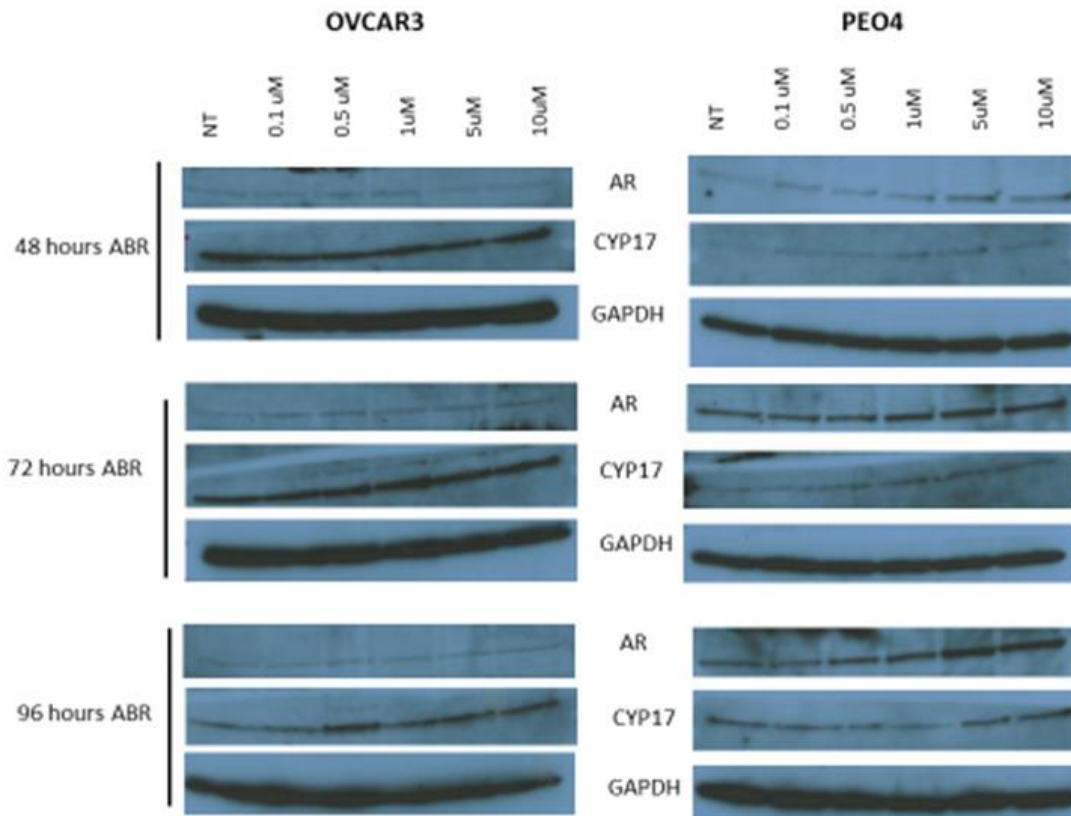 OVCAR3 PEO4
NT 0.1 uM 0.5 uM 1uM 5uM 10uM NT 0.1 uM 0.5 uM 1uM 5uM 10uM
AR
48 hours ABR CYP17
GAPDH
AR
72 hours ABR CYP17
GAPDH
AR
96 hours ABR CYP17
GAPDH